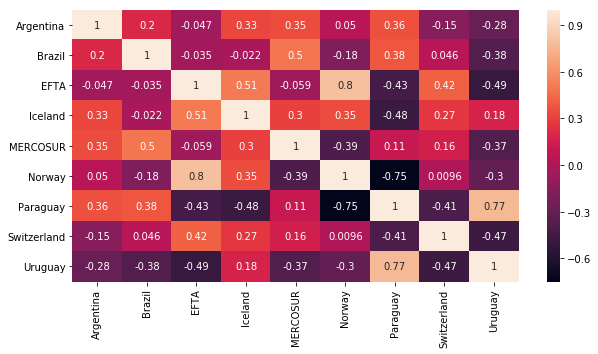 Argentina 1 0.2 -0.047 0.33 0.35 0.05 0.36 -0.15 -0.28
Brazil 0.2 1 -0.035 -0.022 0.5 -0.18 0.38 0.046 -0.38
EFTA -0.047 -0.035 1 0.51 -0.059 0.8 -0.43 0.42 -0.49
Iceland 0.33 -0.022 0.51 1 0.3 0.35 -0.48 0.27 0.18
MERCOSUR 0.35 0.5 -0.059 0.3 1 -0.39 0.11 0.16 -0.37
Norway 0.05 -0.18 0.8 0.35 -0.39 1 -0.75 0.0096 -0.3
Paraguay 0.36 0.38 -0.43 -0.48 0.11 -0.75 1 -0.41 0.77
Switzerland -0.15 0.046 0.42 0.27 0.16 0.0096 -0.41 1 -0.47
Uruguay -0.28 -0.38 -0.49 0.18 -0.37 -0.3 0.77 -0.47 1
Argentina
Brazil
EFTA
Iceland
MERCOSUR
Norway
Paraguay
Switzerland
Uruguay
0.9
0.6
0.3
0.0
−0.3
−0.6